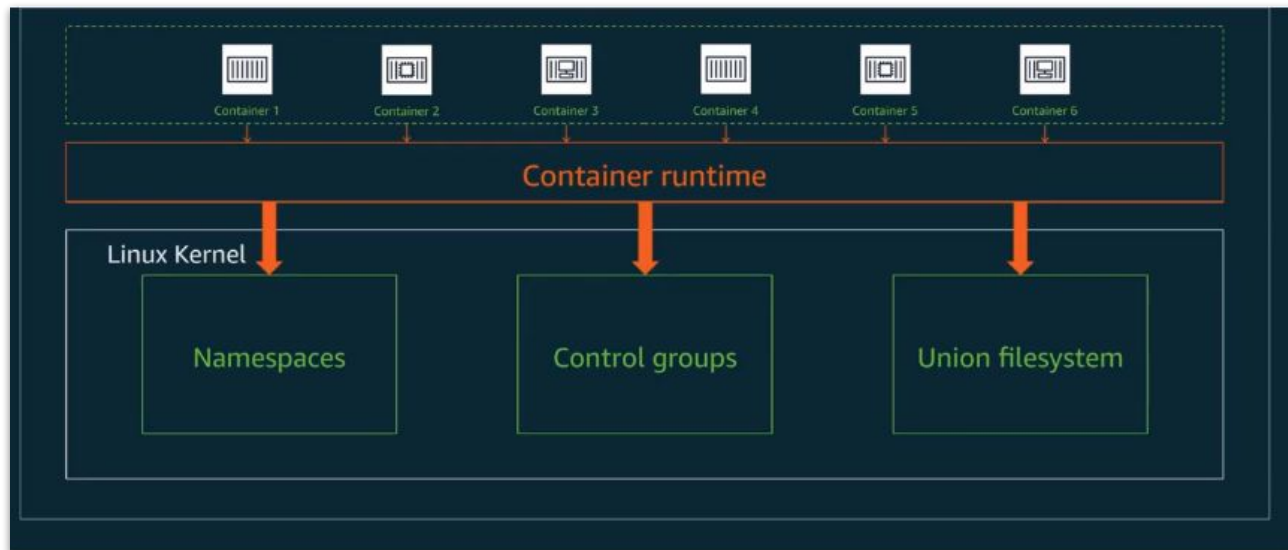 Container 1
Container 2
Container 3
Container 4
Container 5
Container 6
Container runtime
Linux Kernel
Namespaces
Control groups
Union filesystem